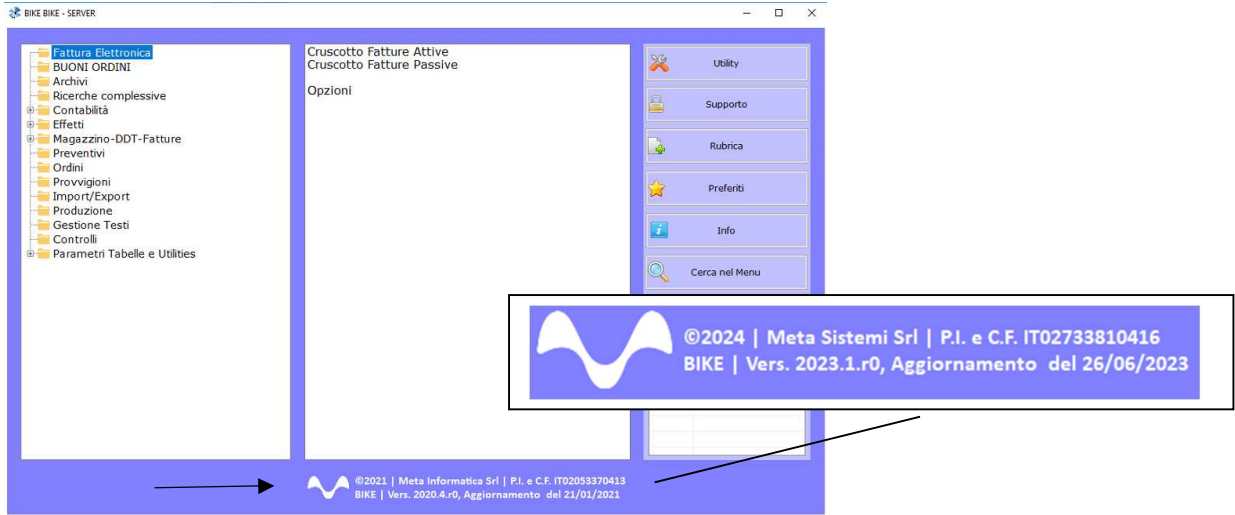 BIKE BIKE - SERVER
Fattura Elettronica
BUONI ORDINI
Archivi
Ricerche complessive
Contabilità
Effetti
Magazzino-DDT-Fatture
Preventivi
Ordini
Provvigioni
Import/Export
Produzione
Gestione Testi
Controlli
Parametri Tabelle e Utilities
Cruscotto Fatture Attive
Cruscotto Fatture Passive
Opzioni
Utility
Supporto
Rubrica
Preferiti
Info
Cerca nel Menu
©2024 | Meta Sistemi Srl | P.I. e C.F. IT02733810416
BIKE | Vers. 2023.1.r0, Aggiornamento del 26/06/2023
©2021 | Meta Informatica Srl | P.I. e C.F. IT02053370413
BIKE | Vers. 2020.4.r0, Aggiornamento del 21/01/2021